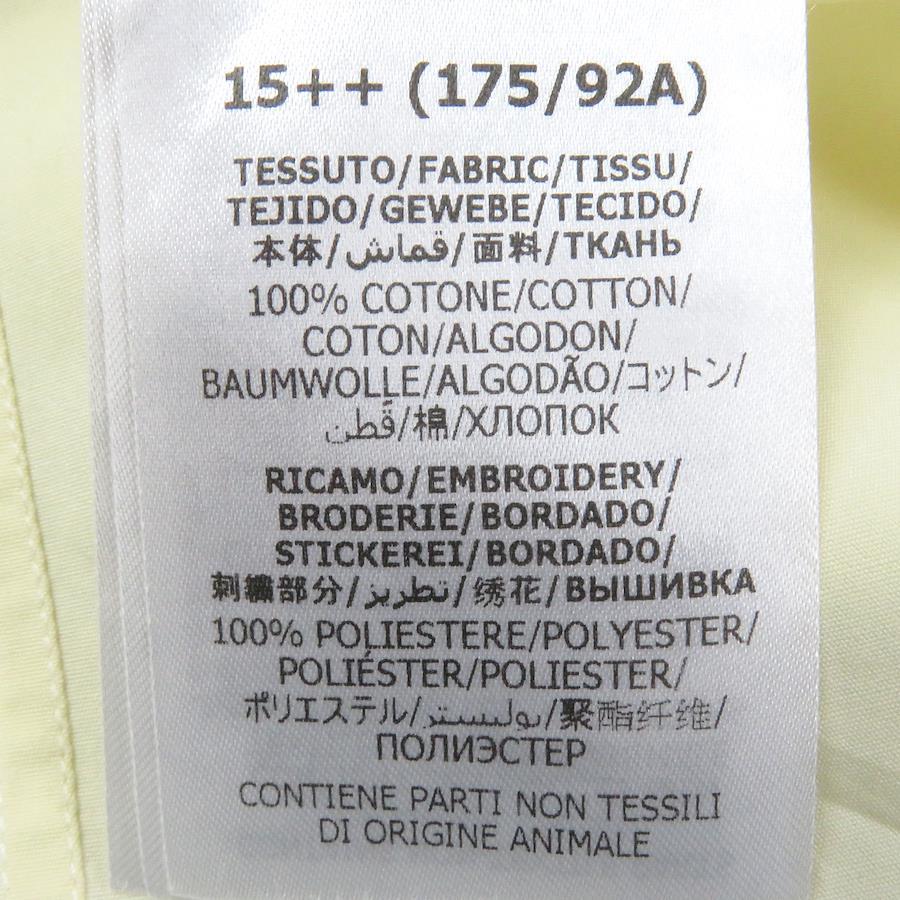 15++ (175/92A)
TESSUTO/FABRIC/TISSU/
TEJIDO/GEWEBE/TECIDO/
本体/قماش/面料/ТКАНЬ
100% COTONE/COTTON/
COTON/ALGODON/
BAUMWOLLE/ALGODÃO/コットン/
قُطن/棉/ХЛОПОК
RICAMO/EMBROIDERY/
BRODERIE/BORDADO/
STICKEREI/BORDADO/
刺繍部分/تطريز/绣花/ВЫШИВКА
100% POLIESTERE/POLYESTER/
POLIÉSTER/POLIESTER/
ポリエステル/بوليستر/聚酯纤维/
ПОЛИЭСТЕР
CONTIENE PARTI NON TESSILI
DI ORIGINE ANIMALE